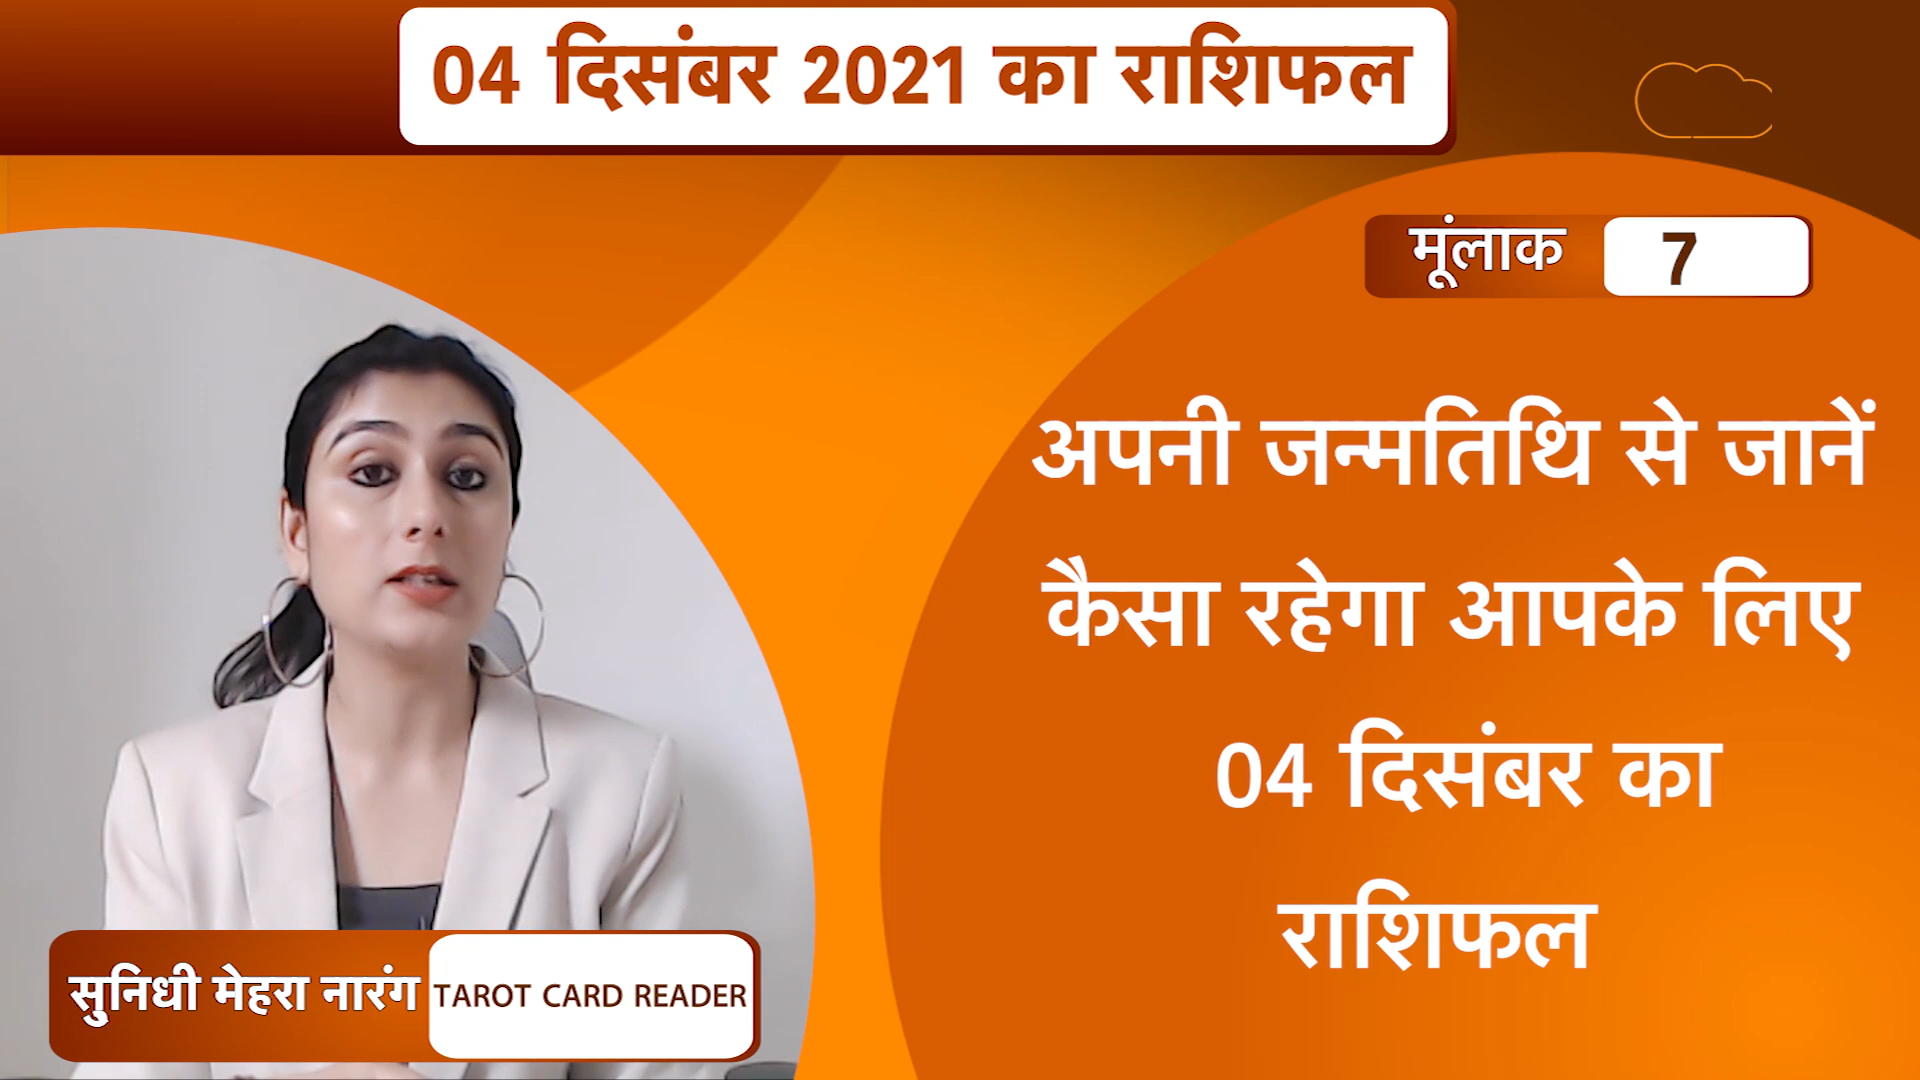 04 दिसंबर 2021 का राशिफल
मूंलाक 7
अपनी जन्मतिथि से जानें
कैसा रहेगा आपके लिए
04 दिसंबर का
राशिफल
सुनिधी मेहरा नारंग TAROT CARD READER